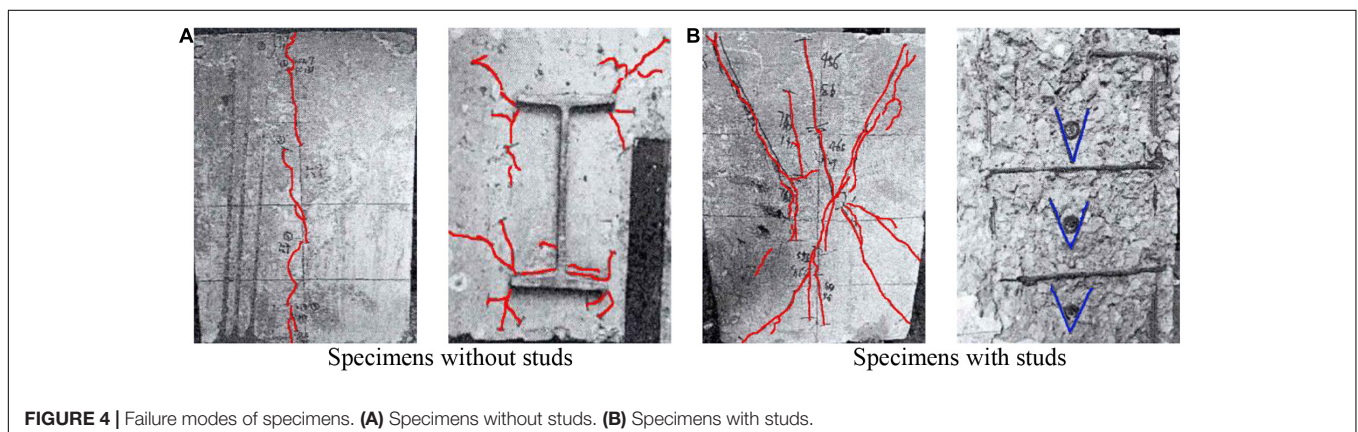 A
B
Specimens without studs
Specimens with studs
FIGURE 4 | Failure modes of specimens. (A) Specimens without studs. (B) Specimens with studs.